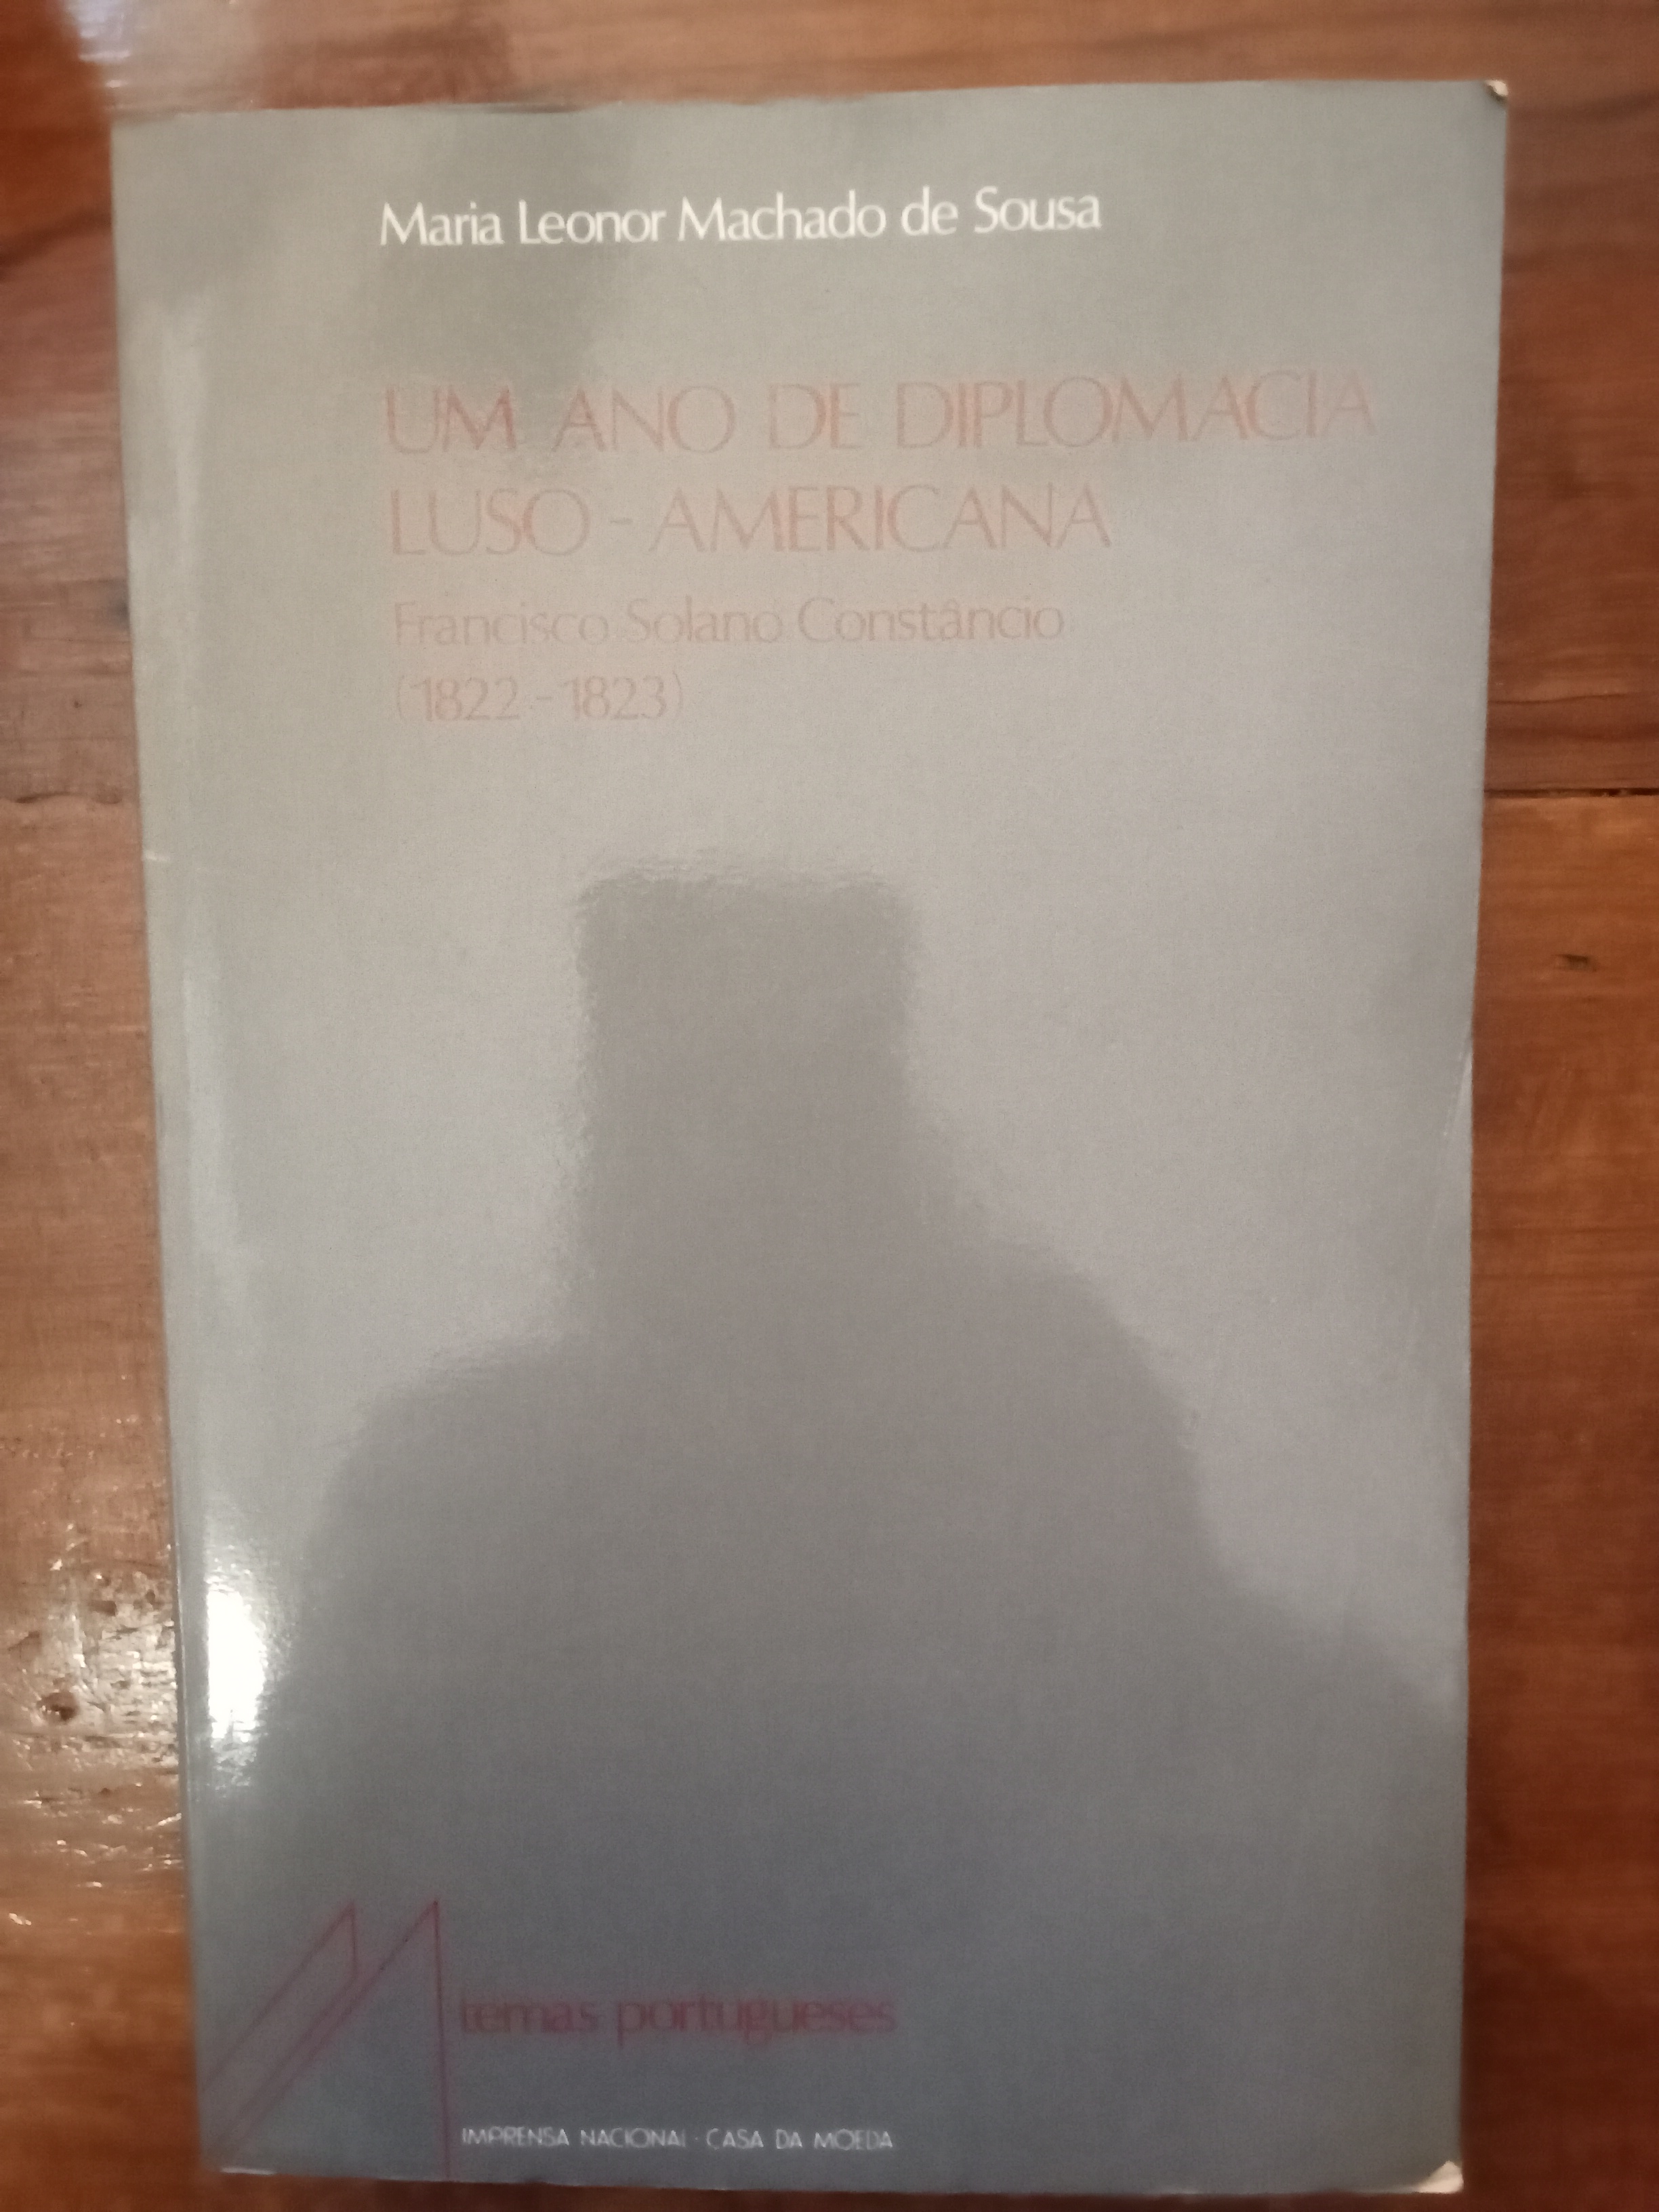 Maria Leonor Machado de Sousa
UM ANO DE DIPLOMACIA
LUSO - AMERICANA
Francisco Solano Constâncio
(1822 - 1823)
temas portugueses
IMPRENSA NACIONAL · CASA DA MOEDA